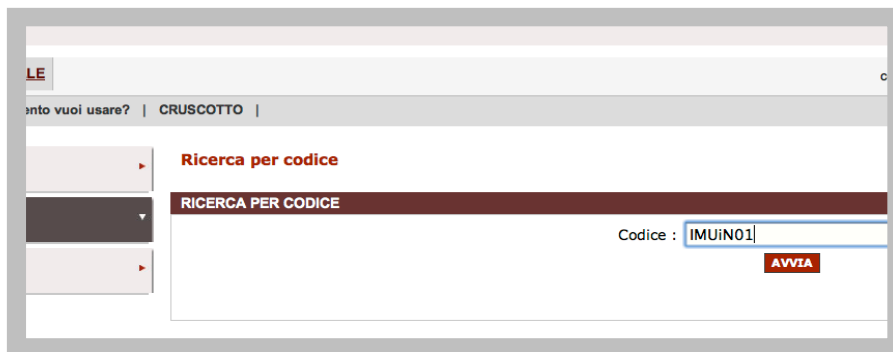 LE
c
ento vuoi usare? | CRUSCOTTO |
Ricerca per codice
RICERCA PER CODICE
Codice : IMUiN01
AVVIA